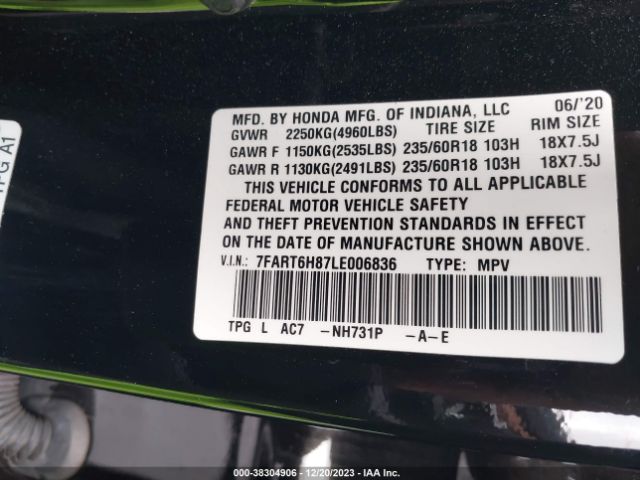 TPG A1
MFD. BY HONDA MFG. OF INDIANA, LLC 06/'20
GVWR 2250KG(4960LBS) TIRE SIZE RIM SIZE
GAWR F 1150KG(2535LBS) 235/60R18 103H 18X7.5J
GAWR R 1130KG(2491LBS) 235/60R18 103H 18X7.5J
THIS VEHICLE CONFORMS TO ALL APPLICABLE
FEDERAL MOTOR VEHICLE SAFETY
AND THEFT PREVENTION STANDARDS IN EFFECT
ON THE DATE OF MANUFACTURE SHOWN ABOVE.
V.I.N.: 7FART6H87LE006836 TYPE: MPV
TPG L AC7 -NH731P -A-E
000-38304906 - 12/20/2023 - IAA Inc.